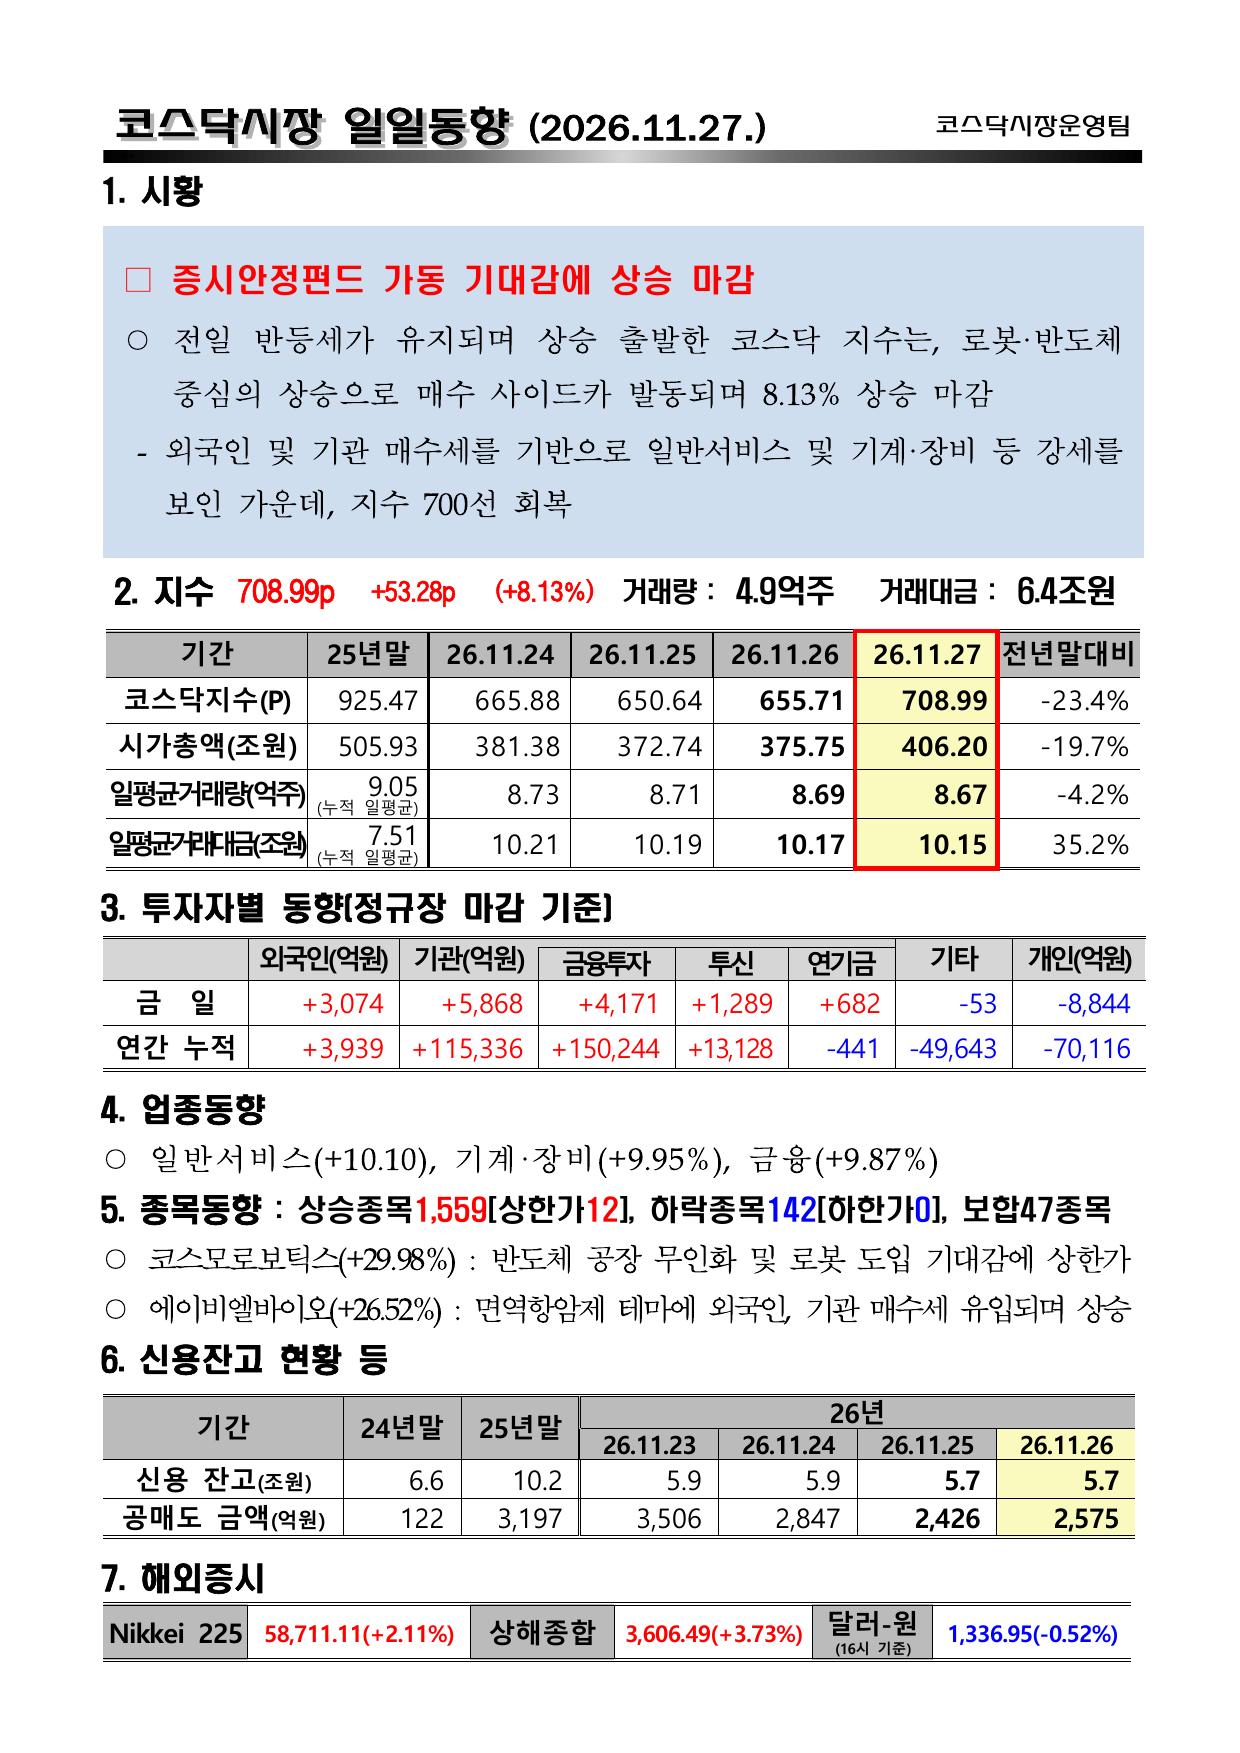 코스닥시장 일일동향 (2026.11.27.) 코스닥시장운영팀
1. 시황
□ 증시안정펀드 가동 기대감에 상승 마감
○ 전일 반등세가 유지되며 상승 출발한 코스닥 지수는, 로봇·반도체
중심의 상승으로 매수 사이드카 발동되며 8.13% 상승 마감
- 외국인 및 기관 매수세를 기반으로 일반서비스 및 기계·장비 등 강세를
보인 가운데, 지수 700선 회복
2. 지수 708.99p +53.28p (+8.13%) 거래량 : 4.9억주 거래대금 : 6.4조원
기간 25년말 26.11.24 26.11.25 26.11.26 26.11.27 전년말대비
코스닥지수(P) 925.47 665.88 650.64 655.71 708.99 -23.4%
시가총액(조원) 505.93 381.38 372.74 375.75 406.20 -19.7%
일평균거래량(억주) 9.05 (누적 일평균) 8.73 8.71 8.69 8.67 -4.2%
일평균거래대금(조원) 7.51 (누적 일평균) 10.21 10.19 10.17 10.15 35.2%
3. 투자자별 동향(정규장 마감 기준)
외국인(억원) 기관(억원) 금융투자 투신 연기금 기타 개인(억원)
금 일 +3,074 +5,868 +4,171 +1,289 +682 -53 -8,844
연간 누적 +3,939 +115,336 +150,244 +13,128 -441 -49,643 -70,116
4. 업종동향
○ 일반서비스(+10.10), 기계·장비(+9.95%), 금융(+9.87%)
5. 종목동향 : 상승종목1,559[상한가12], 하락종목142[하한가0], 보합47종목
○ 코스모로보틱스(+29.98%) : 반도체 공장 무인화 및 로봇 도입 기대감에 상한가
○ 에이비엘바이오(+26.52%) : 면역항암제 테마에 외국인, 기관 매수세 유입되며 상승
6. 신용잔고 현황 등
기간 24년말 25년말 26년
26.11.23 26.11.24 26.11.25 26.11.26
신용 잔고(조원) 6.6 10.2 5.9 5.9 5.7 5.7
공매도 금액(억원) 122 3,197 3,506 2,847 2,426 2,575
7. 해외증시
Nikkei 225 58,711.11(+2.11%) 상해종합 3,606.49(+3.73%) 달러-원 (16시 기준) 1,336.95(-0.52%)